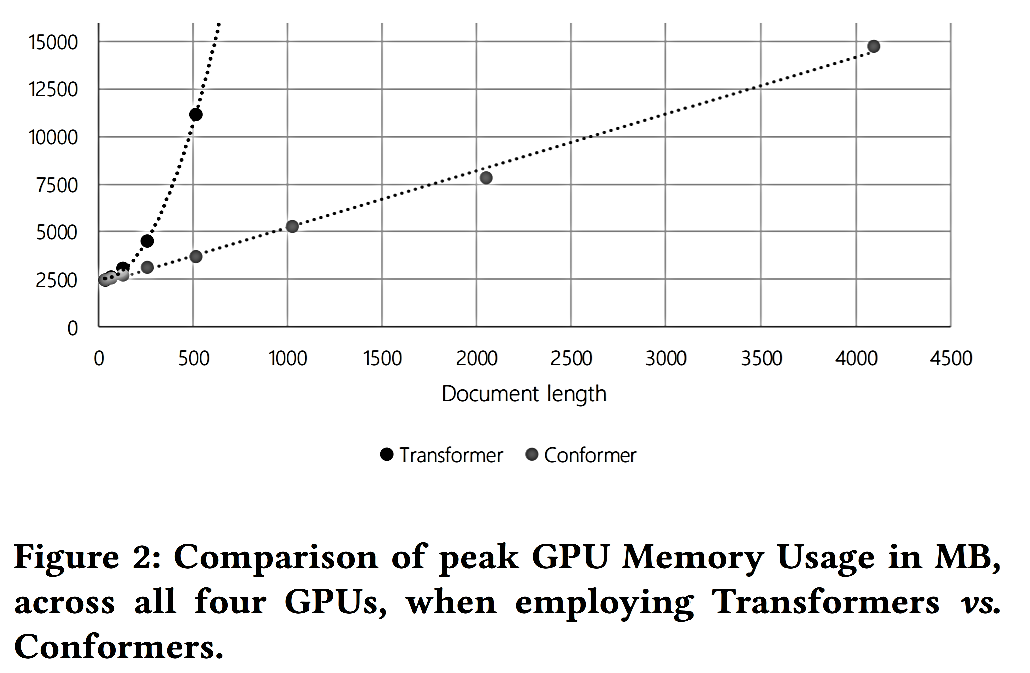 15000
12500
10000
7500
5000
2500
0
0 500 1000 1500 2000 2500 3000 3500 4000 4500
Document length
Transformer Conformer
Figure 2: Comparison of peak GPU Memory Usage in MB,
across all four GPUs, when employing Transformers vs.
Conformers.